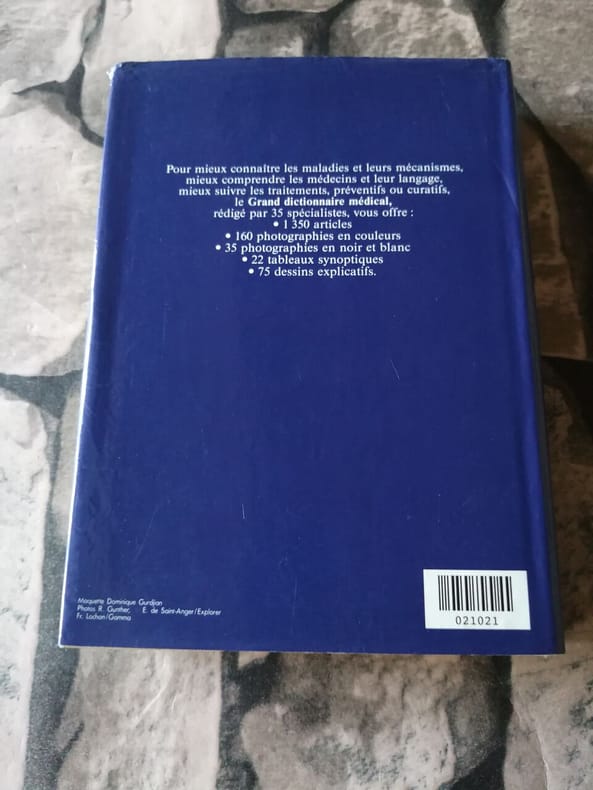 Pour mieux connaître les maladies et leurs mécanismes,
mieux comprendre les médecins et leur langage,
mieux suivre les traitements, préventifs ou curatifs,
le Grand dictionnaire médical,
rédigé par 35 spécialistes, vous offre :
• 1 350 articles
• 160 photographies en couleurs
• 35 photographies en noir et blanc
• 22 tableaux synoptiques
• 75 dessins explicatifs.
Maquette Dominique Gurdjian
Photos R. Gunther, E. de Saint-Anger/Explorer
Fr. Lochon/Gamma
021021